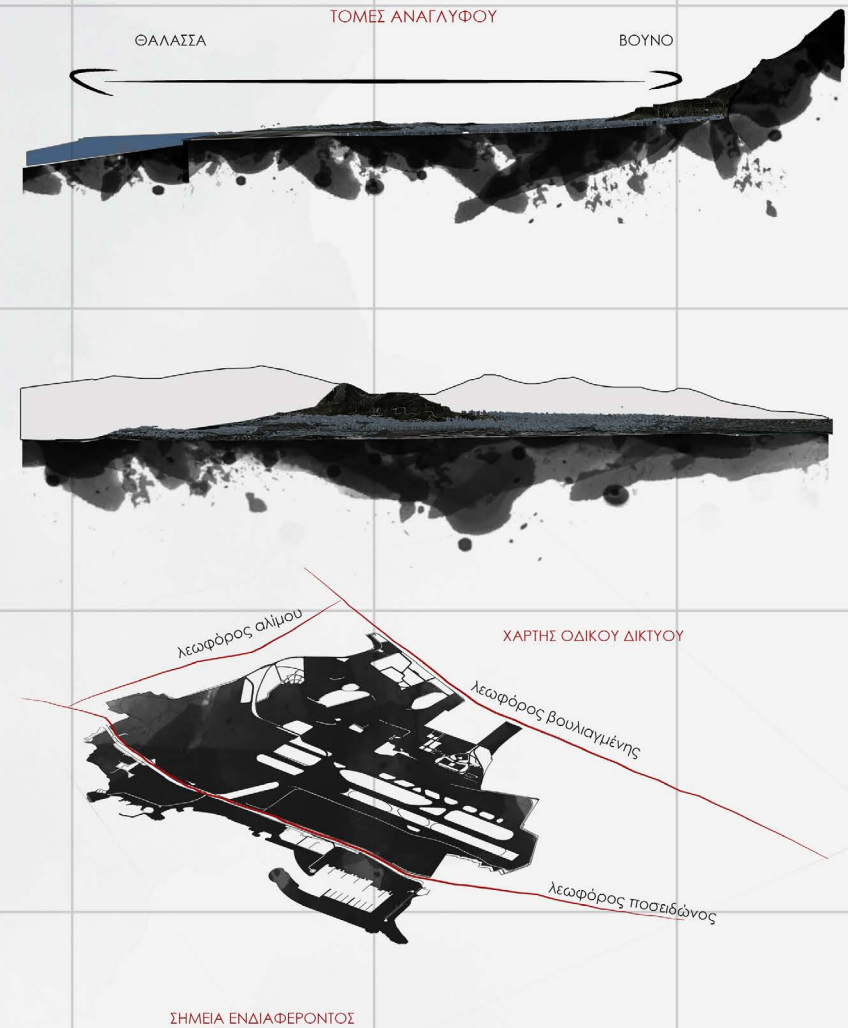 ΤΟΜΕΣ ΑΝΑΓΛΥΦΟΥ
ΘΑΛΑΣΣΑ ΒΟΥΝΟ
ΧΑΡΤΗΣ ΟΔΙΚΟΥ ΔΙΚΤΥΟΥ
λεωφόρος αλίμου
λεωφόρος βουλιαγμένης
λεωφόρος ποσειδώνος
ΣΗΜΕΙΑ ΕΝΔΙΑΦΕΡΟΝΤΟΣ